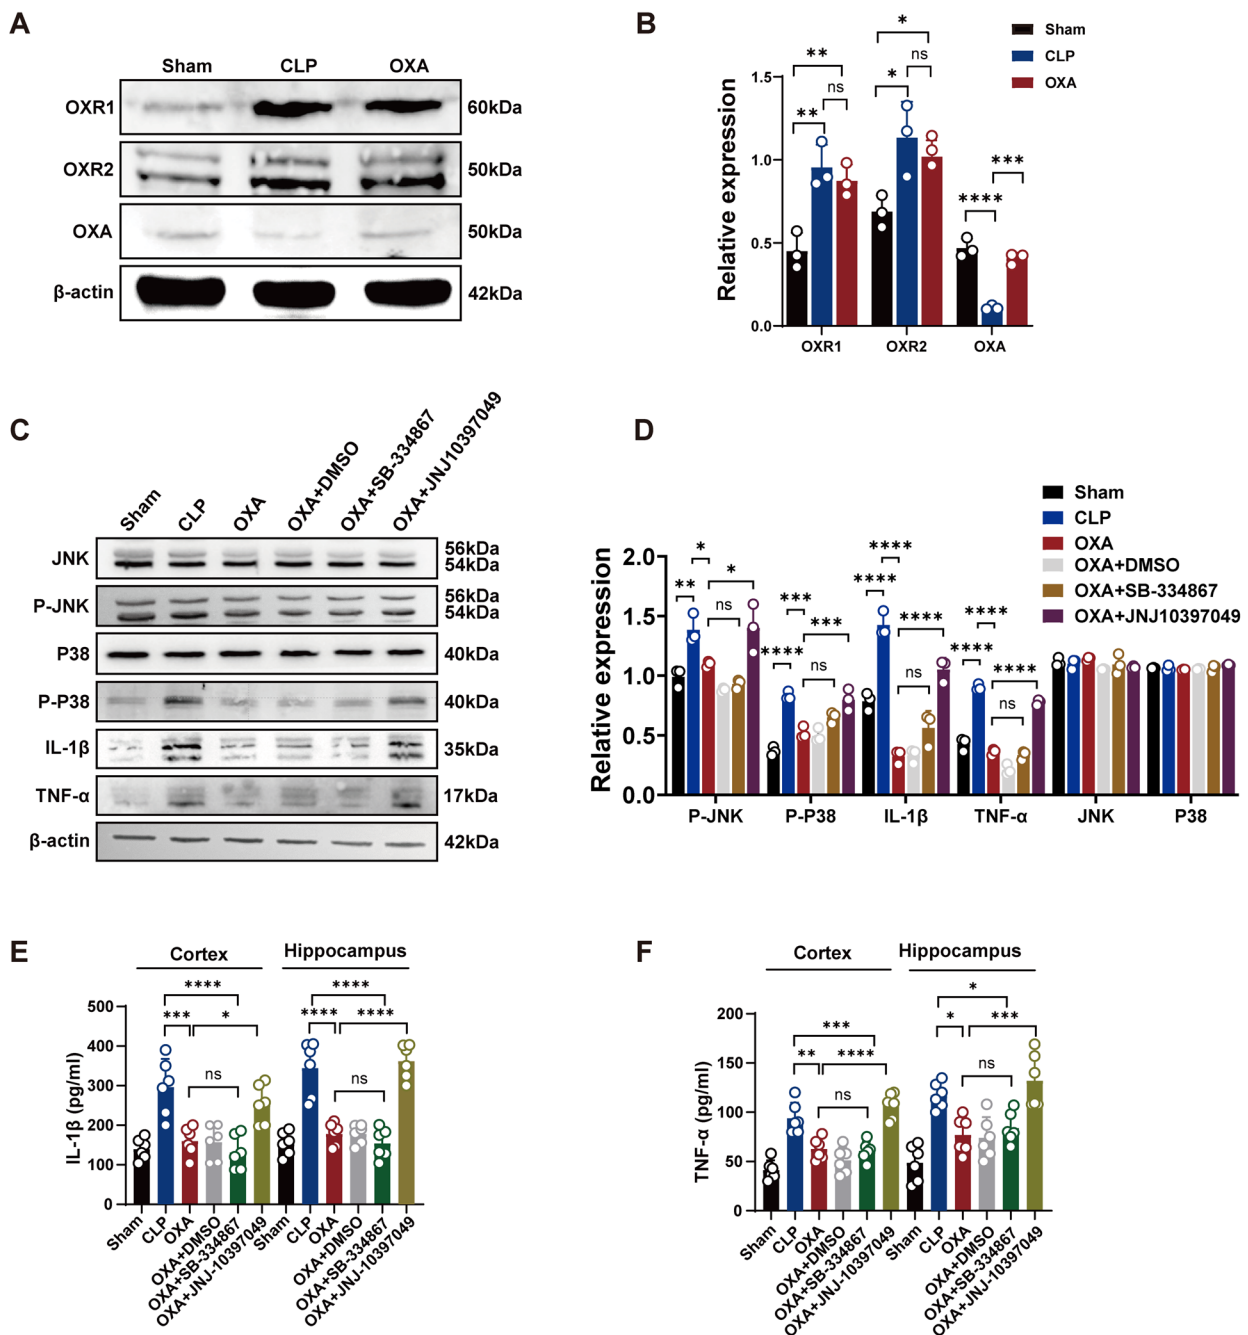 A
Sham CLP OXA
OXR1 60kDa
OXR2 50kDa
OXA 50kDa
β-actin 42kDa
B
Sham
CLP
OXA
Relative expression
1.5
1.0
0.5
0.0
** ** ns
* * ns
**** ***
OXR1 OXR2 OXA
C
Sham CLP OXA OXA+DMSO OXA+SB-334867 OXA+JNJ10397049
JNK 56kDa
54kDa
P-JNK 56kDa
54kDa
P38 40kDa
P-P38 40kDa
IL-1β 35kDa
TNF-α 17kDa
β-actin 42kDa
D
Sham
CLP
OXA
OXA+DMSO
OXA+SB-334867
OXA+JNJ10397049
Relative expression
2.0
1.5
1.0
0.5
0.0
** * ns *
**** *** ns ***
**** **** ns ****
**** **** ns ****
P-JNK P-P38 IL-1β TNF-α JNK P38
E
Cortex Hippocampus
IL-1β (pg/ml)
500
400
300
200
100
0
**** ****
*** * **** ****
ns ns
Sham CLP OXA OXA+DMSO OXA+SB-334867 OXA+JNJ-10397049 Sham CLP OXA OXA+DMSO OXA+SB-334867 OXA+JNJ-10397049
F
Cortex Hippocampus
TNF-α (pg/ml)
200
150
100
50
0
*** *
** **** * ***
ns ns
Sham CLP OXA OXA+DMSO OXA+SB-334867 OXA+JNJ-10397049 Sham CLP OXA OXA+DMSO OXA+SB-334867 OXA+JNJ-10397049